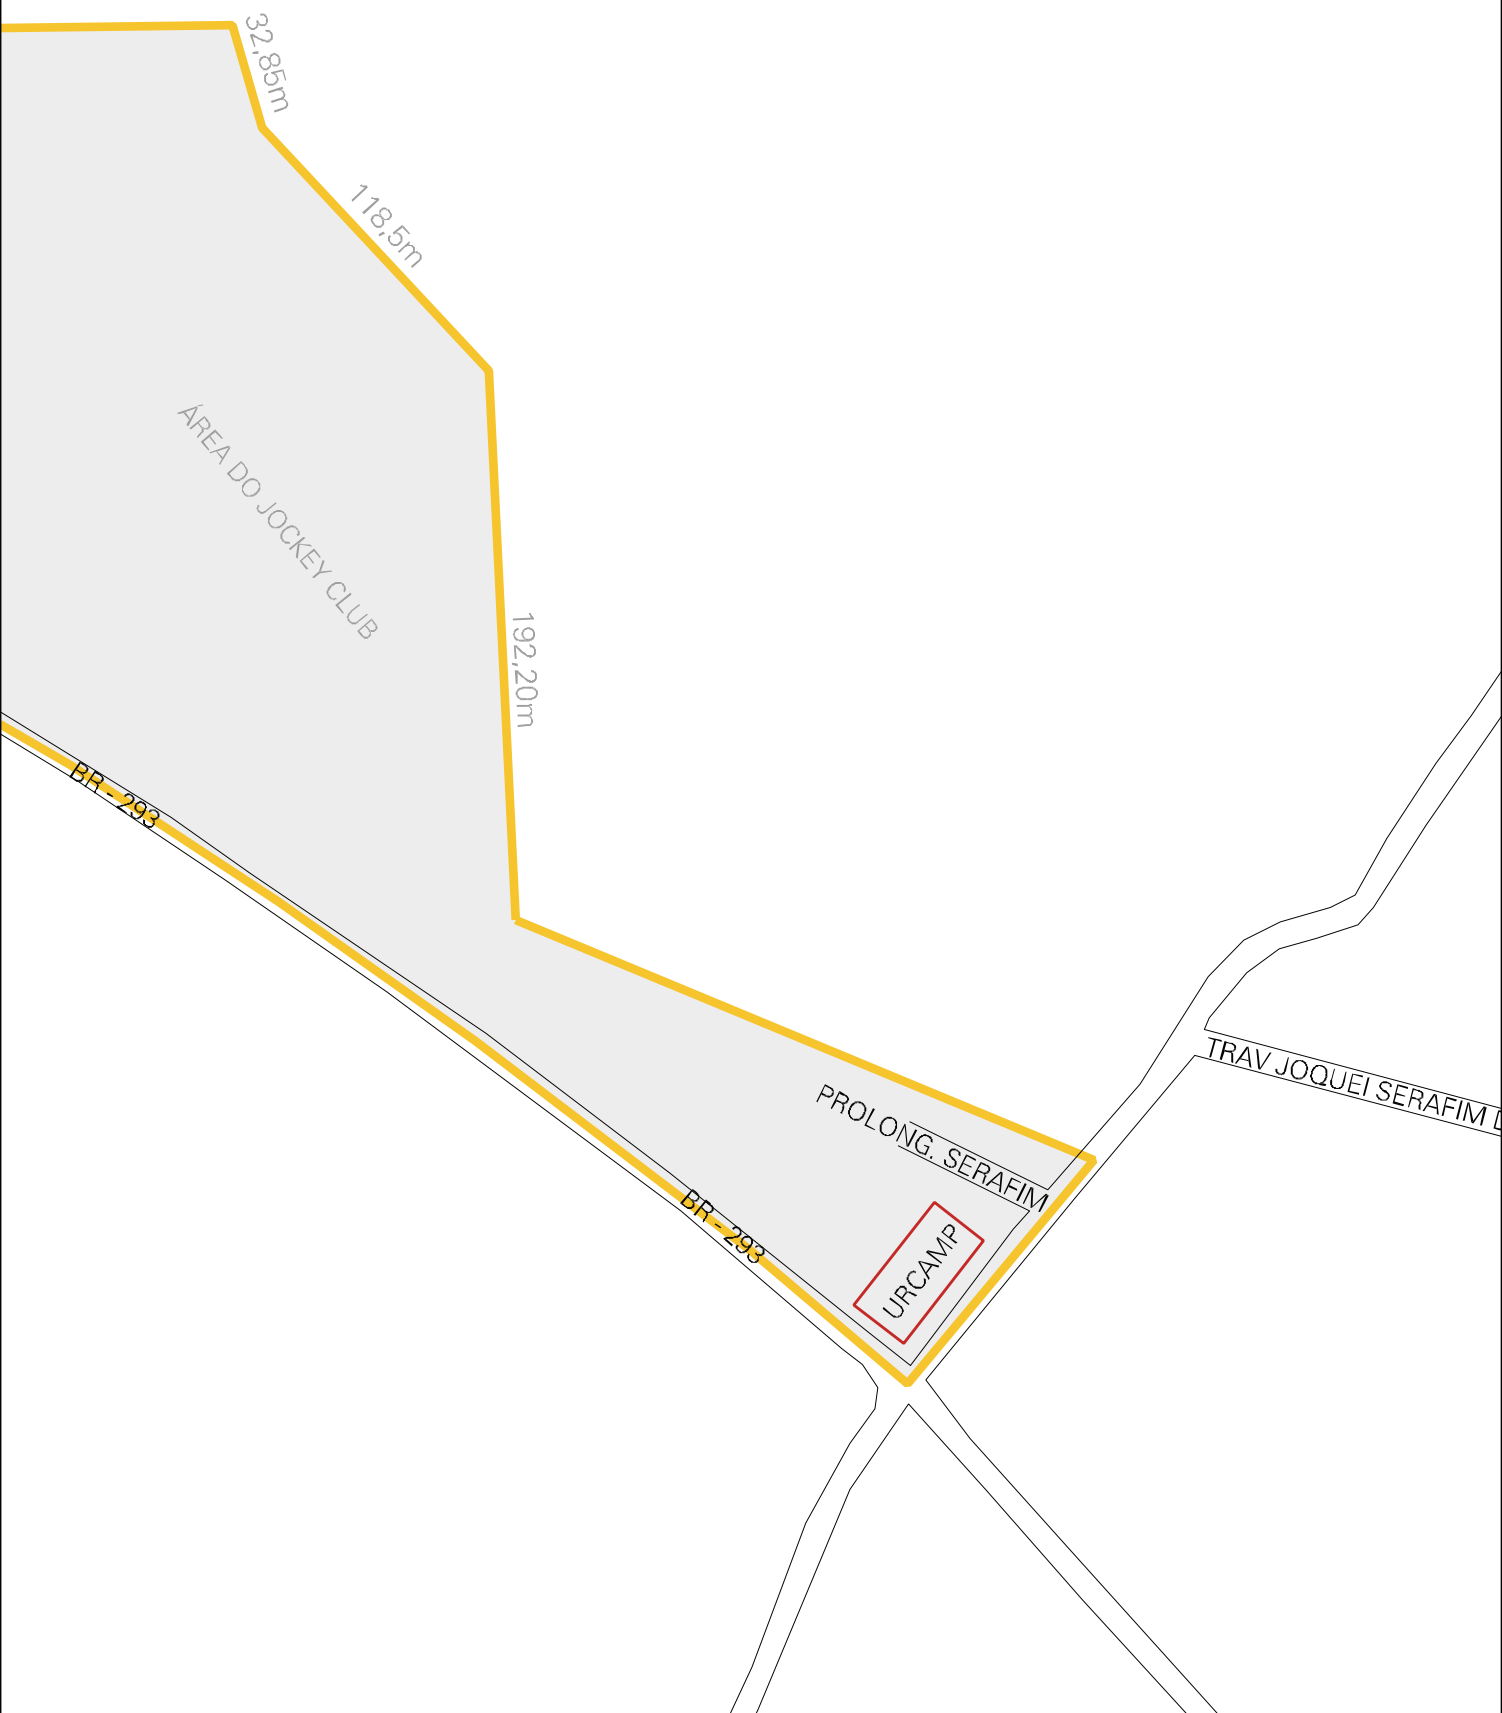 32,85m
118,5m
ÁREA DO JOCKEY CLUB
192,20m
BR - 293
TRAV JOQUEI SERAFIM D
PROLONG. SERAFIM
BR - 293
URCAMP